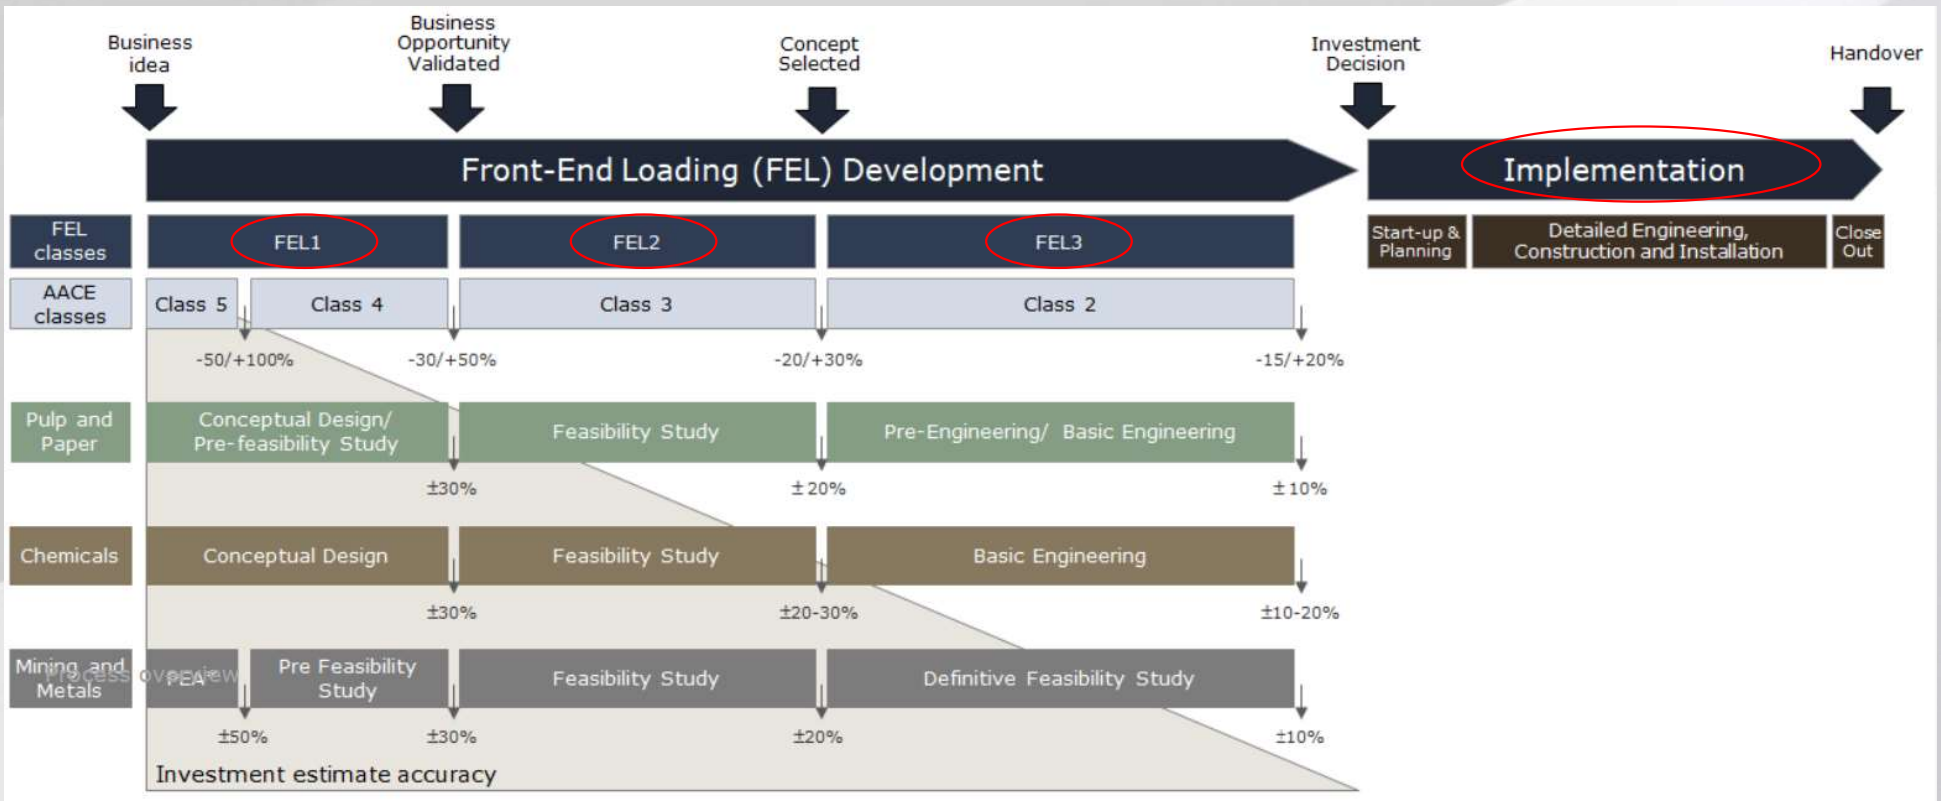 Business
idea
Business
Opportunity
Validated
Concept
Selected
Investment
Decision
Handover
Front-End Loading (FEL) Development
Implementation
FEL
classes
FEL1
FEL2
FEL3
Start-up &
Planning
Detailed Engineering,
Construction and Installation
Close
Out
AACE
classes
Class 5
Class 4
Class 3
Class 2
-50/+100%
-30/+50%
-20/+30%
-15/+20%
Pulp and
Paper
Conceptual Design/
Pre-feasibility Study
Feasibility Study
Pre-Engineering/ Basic Engineering
±30%
±20%
±10%
Chemicals
Conceptual Design
Feasibility Study
Basic Engineering
±30%
±20-30%
±10-20%
Mining and
Metals
Process overview
PEA*
Pre Feasibility
Study
Feasibility Study
Definitive Feasibility Study
±50%
±30%
±20%
±10%
Investment estimate accuracy